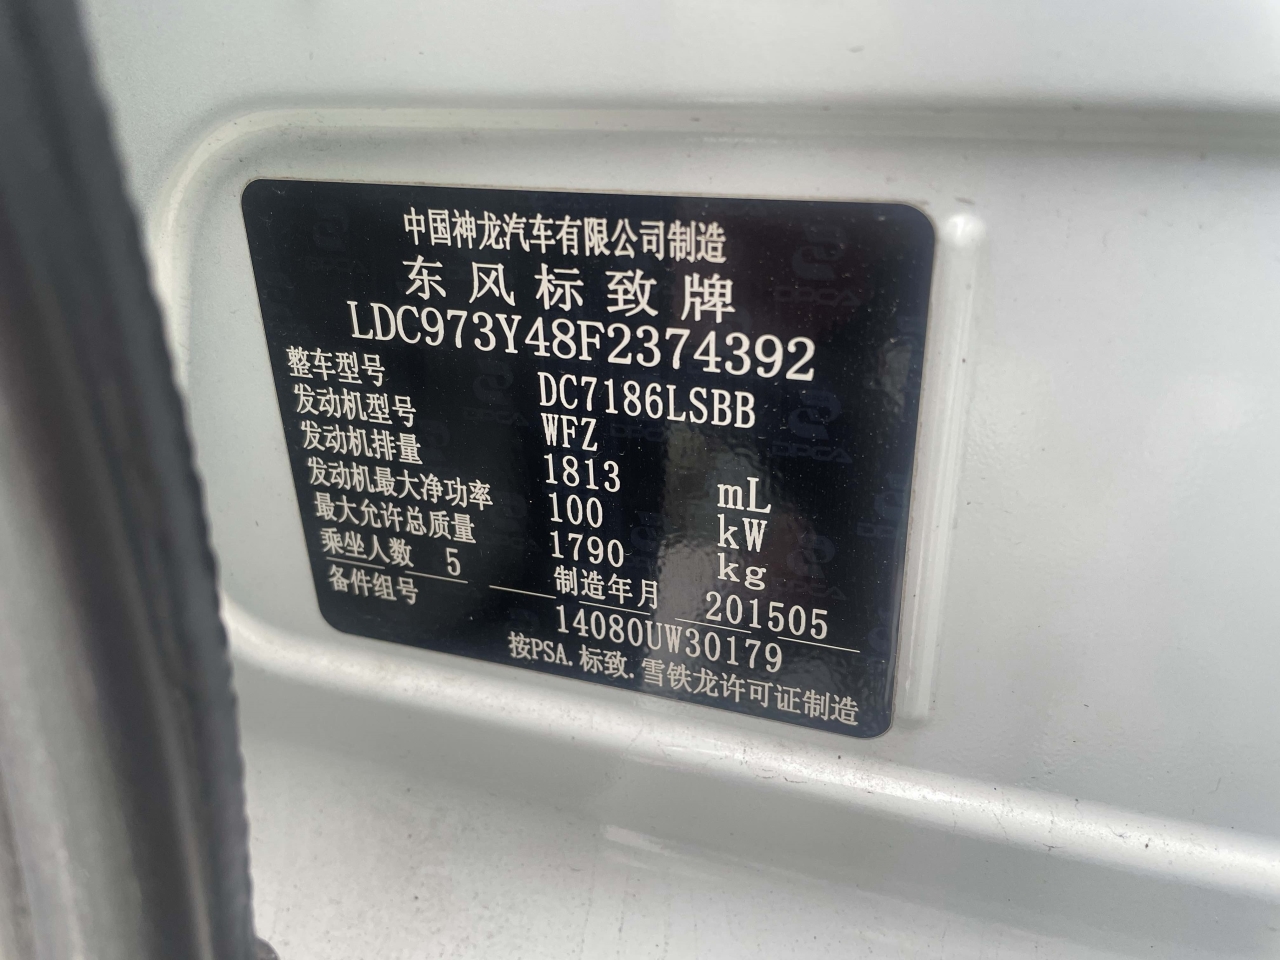 中国神龙汽车有限公司制造
东风标致牌
LDC973Y48F2374392
整车型号 DC7186LSBB
发动机型号 WFZ
发动机排量 1813 mL
发动机最大净功率 100 kW
最大允许总质量 1790 kg
乘坐人数 5 制造年月 201505
备件组号 14080UW30179
按PSA.标致.雪铁龙许可证制造
DPCA
DPCA
DPCA